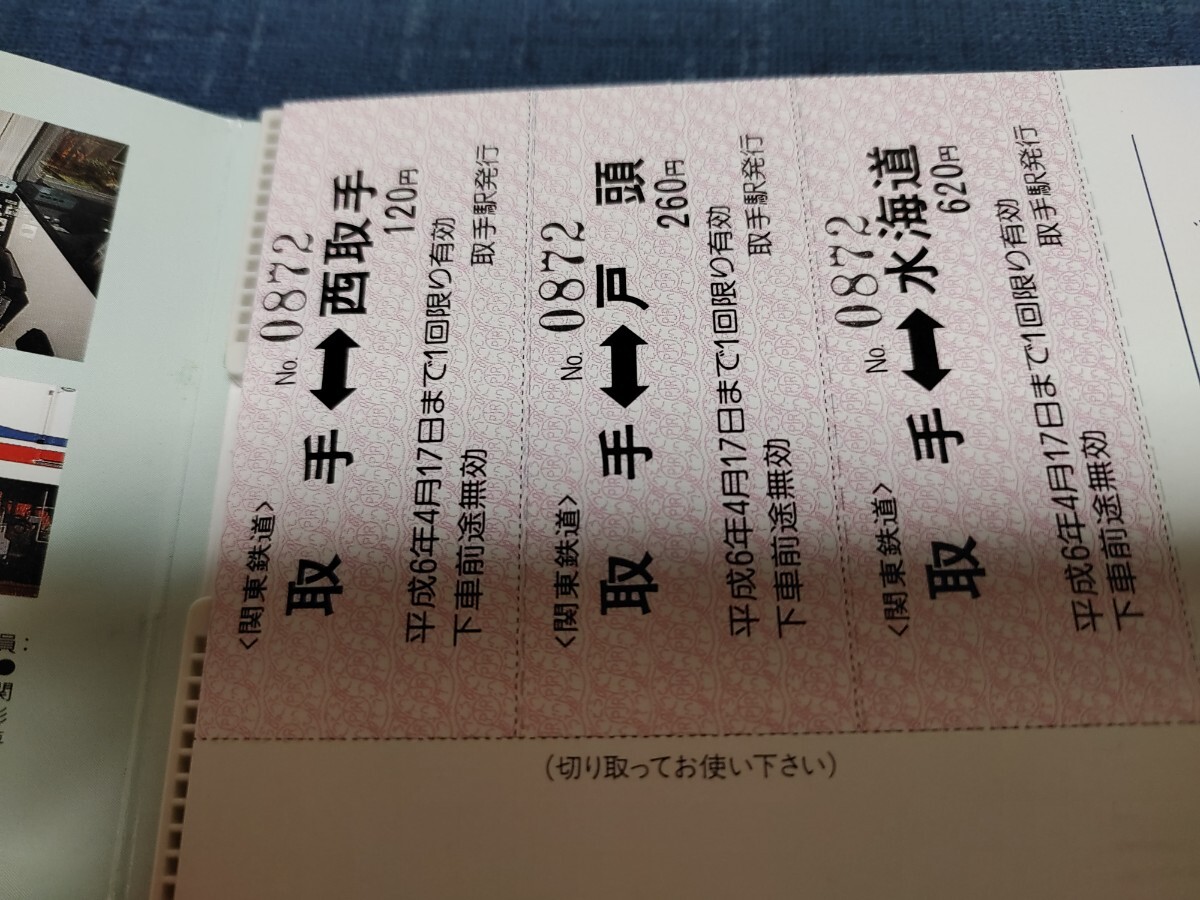 <関東鉄道>
No. 0872
取手⬌西取手
120円
平成6年4月17日まで1回限り有効
下車前途無効
取手駅発行
<関東鉄道>
No. 0872
取手⬌戸頭
260円
平成6年4月17日まで1回限り有効
下車前途無効
取手駅発行
<関東鉄道>
No. 0872
取手⬌水海道
620円
平成6年4月17日まで1回限り有効
下車前途無効
取手駅発行
(切り取ってお使い下さい)